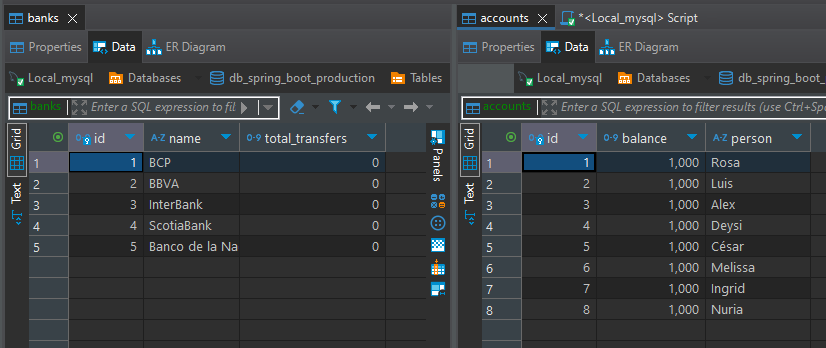 banks
Properties Data ER Diagram
Local_mysql Databases db_spring_boot_production Tables
banks Enter a SQL expression to fil
Grid
Text
id name total_transfers
1 1 BCP 0
2 2 BBVA 0
3 3 InterBank 0
4 4 ScotiaBank 0
5 5 Banco de la Na 0
Panels
accounts *<Local_mysql> Script
Properties Data ER Diagram
Local_mysql Databases db_spring_boot_
accounts Enter a SQL expression to filter results (use Ctrl+Spa
Grid
Text
id balance person
1 1 1,000 Rosa
2 2 1,000 Luis
3 3 1,000 Alex
4 4 1,000 Deysi
5 5 1,000 César
6 6 1,000 Melissa
7 7 1,000 Ingrid
8 8 1,000 Nuria